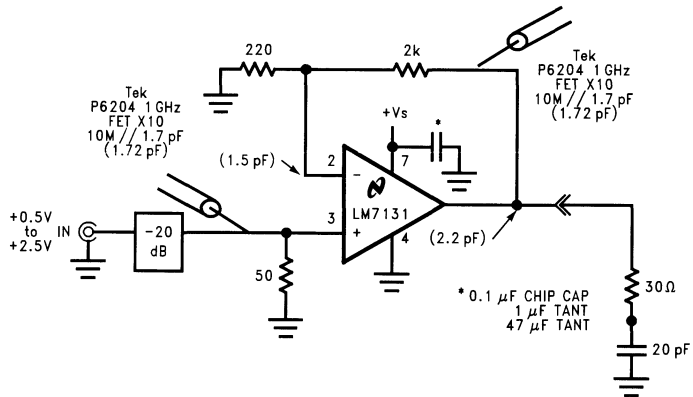 220
2k
Tek
P6204 1 GHz
FET X10
10M // 1.7 pF
(1.72 pF)
Tek
P6204 1 GHz
FET X10
10M // 1.7 pF
(1.72 pF)
+Vs
*
(1.5 pF)
2
7
−
LM7131
3
+
4
+0.5V
to
+2.5V
IN
−20
dB
50
(2.2 pF)
* 0.1 μF CHIP CAP
1 μF TANT
47 μF TANT
30Ω
20 pF